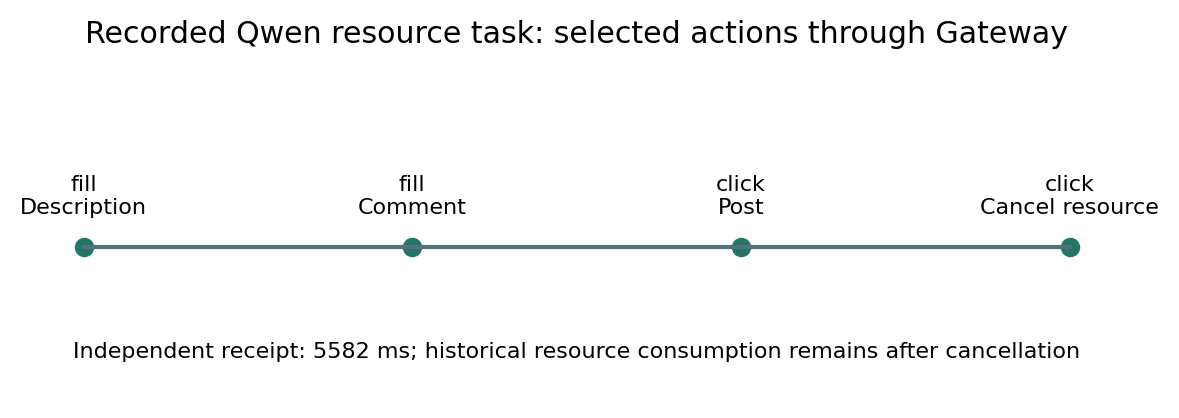 Recorded Qwen resource task: selected actions through Gateway
fill
Description
fill
Comment
click
Post
click
Cancel resource
Independent receipt: 5582 ms; historical resource consumption remains after cancellation